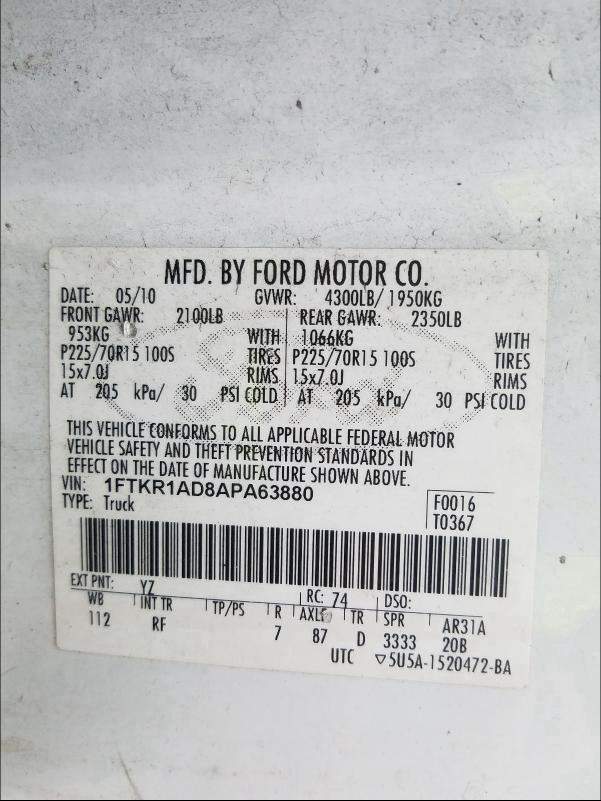 MFD. BY FORD MOTOR CO.
DATE: 05/10 GVWR: 4300LB/ 1950KG
FRONT GAWR: 2100LB REAR GAWR: 2350LB
953KG WITH 1066KG WITH
P225/70R15 100S TIRES P225/70R15 100S TIRES
15x7.0J RIMS 15x7.0J RIMS
AT 205 kPa/ 30 PSI COLD AT 205 kPa/ 30 PSI COLD
THIS VEHICLE CONFORMS TO ALL APPLICABLE FEDERAL MOTOR
VEHICLE SAFETY AND THEFT PREVENTION STANDARDS IN
EFFECT ON THE DATE OF MANUFACTURE SHOWN ABOVE.
VIN: 1FTKR1AD8APA63880 F0016
TYPE: Truck T0367
EXT PNT: YZ RC: 74 DSO:
WB INT TR TP/PS R AXLE TR SPR AR31A
112 RF 7 87 D 3333 20B
UTC ▽5U5A-1520472-BA